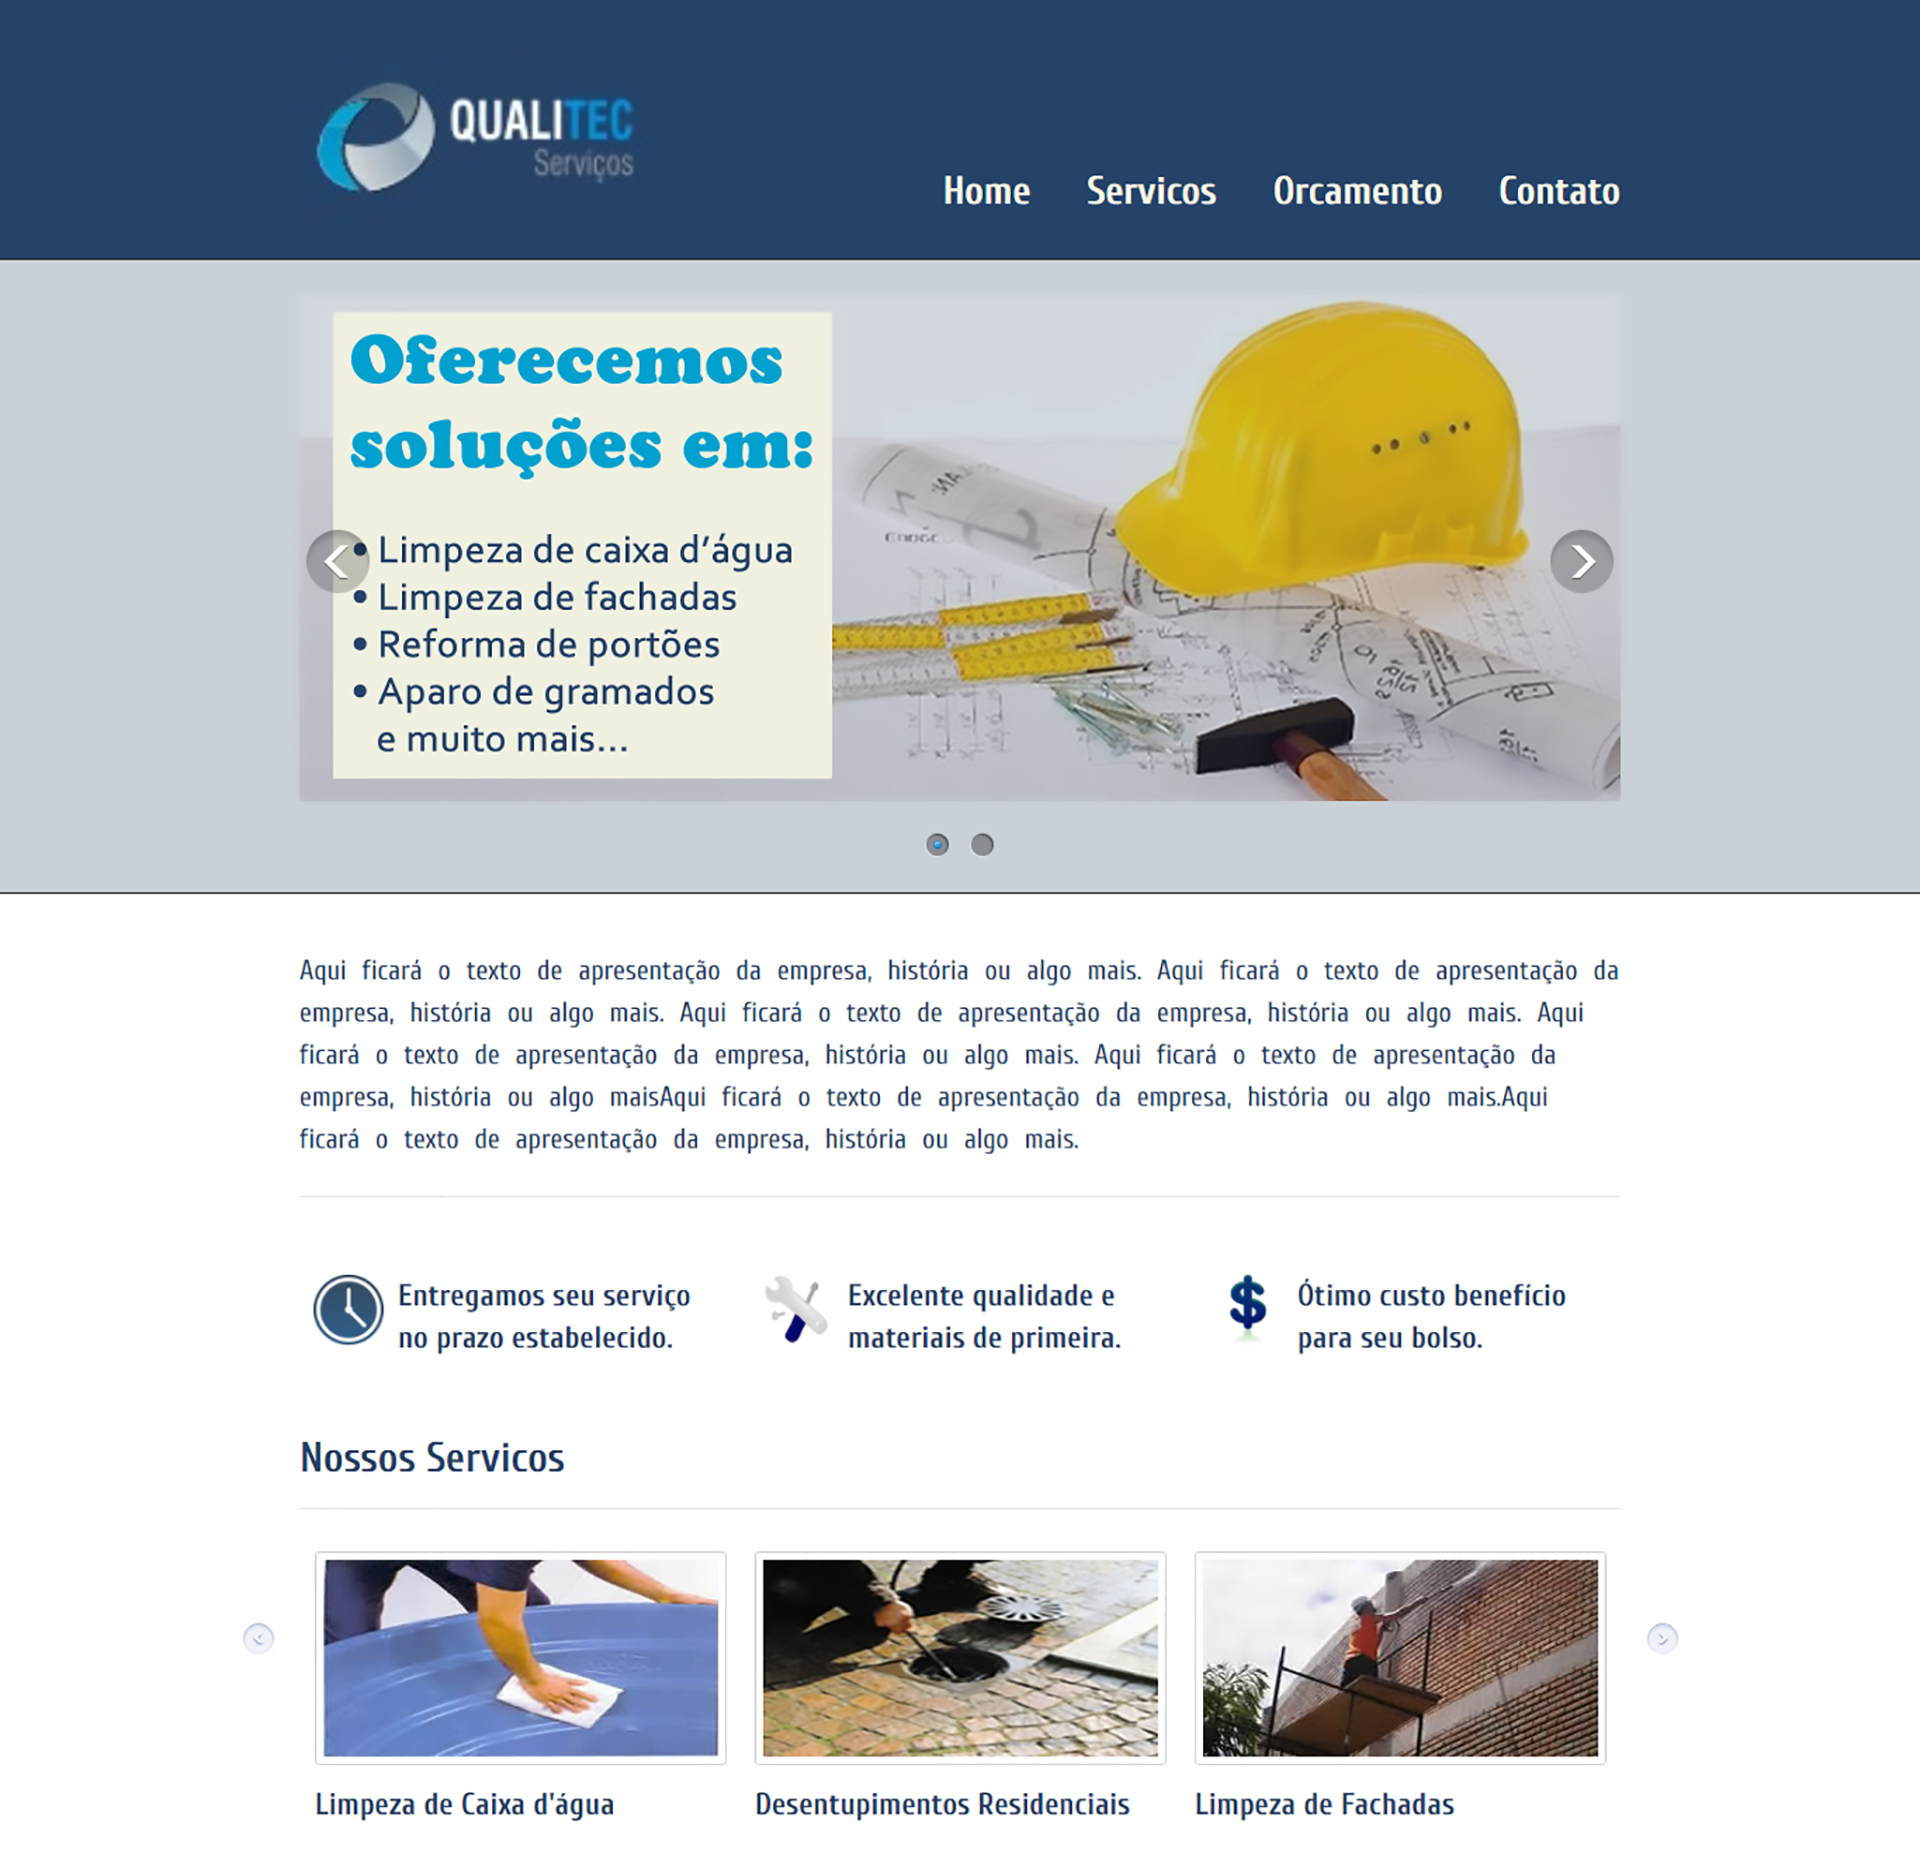 QUALITEC
Serviços
Home Servicos Orcamento Contato
Oferecemos
soluções em:
• Limpeza de caixa d’água
• Limpeza de fachadas
• Reforma de portões
• Aparo de gramados
e muito mais...
Aqui ficará o texto de apresentação da empresa, história ou algo mais. Aqui ficará o texto de apresentação da
empresa, história ou algo mais. Aqui ficará o texto de apresentação da empresa, história ou algo mais. Aqui
ficará o texto de apresentação da empresa, história ou algo mais. Aqui ficará o texto de apresentação da
empresa, história ou algo maisAqui ficará o texto de apresentação da empresa, história ou algo mais.Aqui
ficará o texto de apresentação da empresa, história ou algo mais.
Entregamos seu serviço
no prazo estabelecido.
Excelente qualidade e
materiais de primeira.
Ótimo custo benefício
para seu bolso.
Nossos Servicos
Limpeza de Caixa d'água
Desentupimentos Residenciais
Limpeza de Fachadas